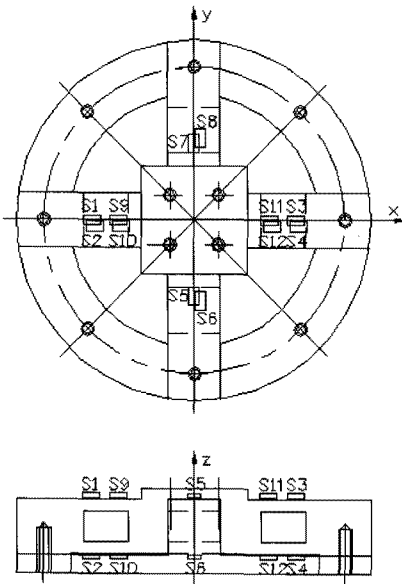 y
S8
S7
S1 S9 S11 S3 x
S2 S10 S12 S4
S5
S6
z
S1 S9 S5 S11 S3
S2 S10 S6 S12 S4